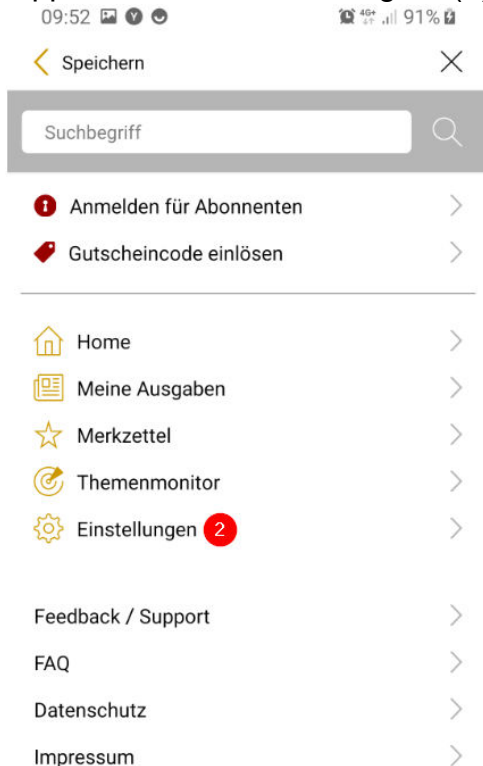 09:52 91%
4G+
Speichern
Suchbegriff
Anmelden für Abonnenten
Gutscheincode einlösen
Home
Meine Ausgaben
Merkzettel
Themenmonitor
Einstellungen 2
Feedback / Support
FAQ
Datenschutz
Impressum